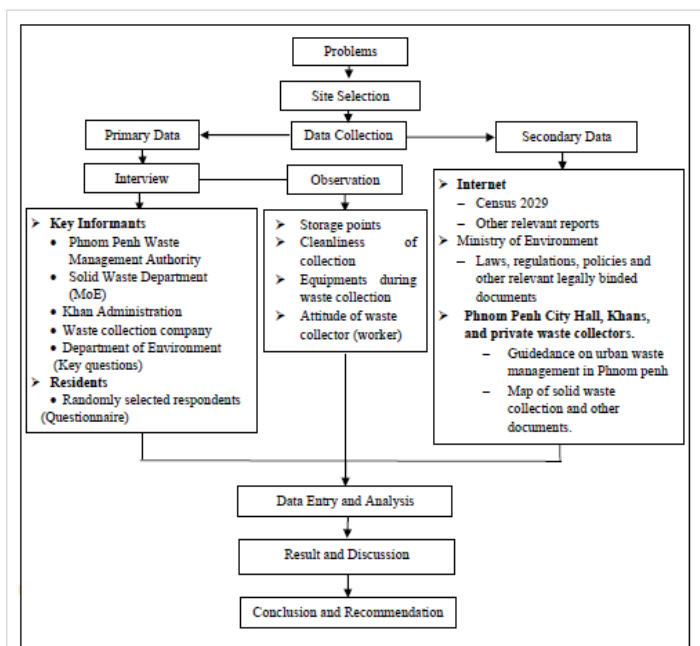 Problems
Site Selection
Primary Data
Data Collection
Secondary Data
Interview
Observation
➢ Key Informants
• Phnom Penh Waste
Management Authority
• Solid Waste Department
(MoE)
• Khan Administration
• Waste collection company
• Department of Environment
(Key questions)
➢ Residents
• Randomly selected respondents
(Questionnaire)
➢ Storage points
➢ Cleanliness of
collection
➢ Equipments during
waste collection
➢ Attitude of waste
collector (worker)
➢ Internet
– Census 2029
– Other relevant reports
➢ Ministry of Environment
– Laws, regulations, policies and
other relevant legally binded
documents
➢ Phnom Penh City Hall, Khans,
and private waste collectors.
– Guidedance on urban waste
management in Phnom penh
– Map of solid waste
collection and other
documents.
Data Entry and Analysis
Result and Discussion
Conclusion and Recommendation